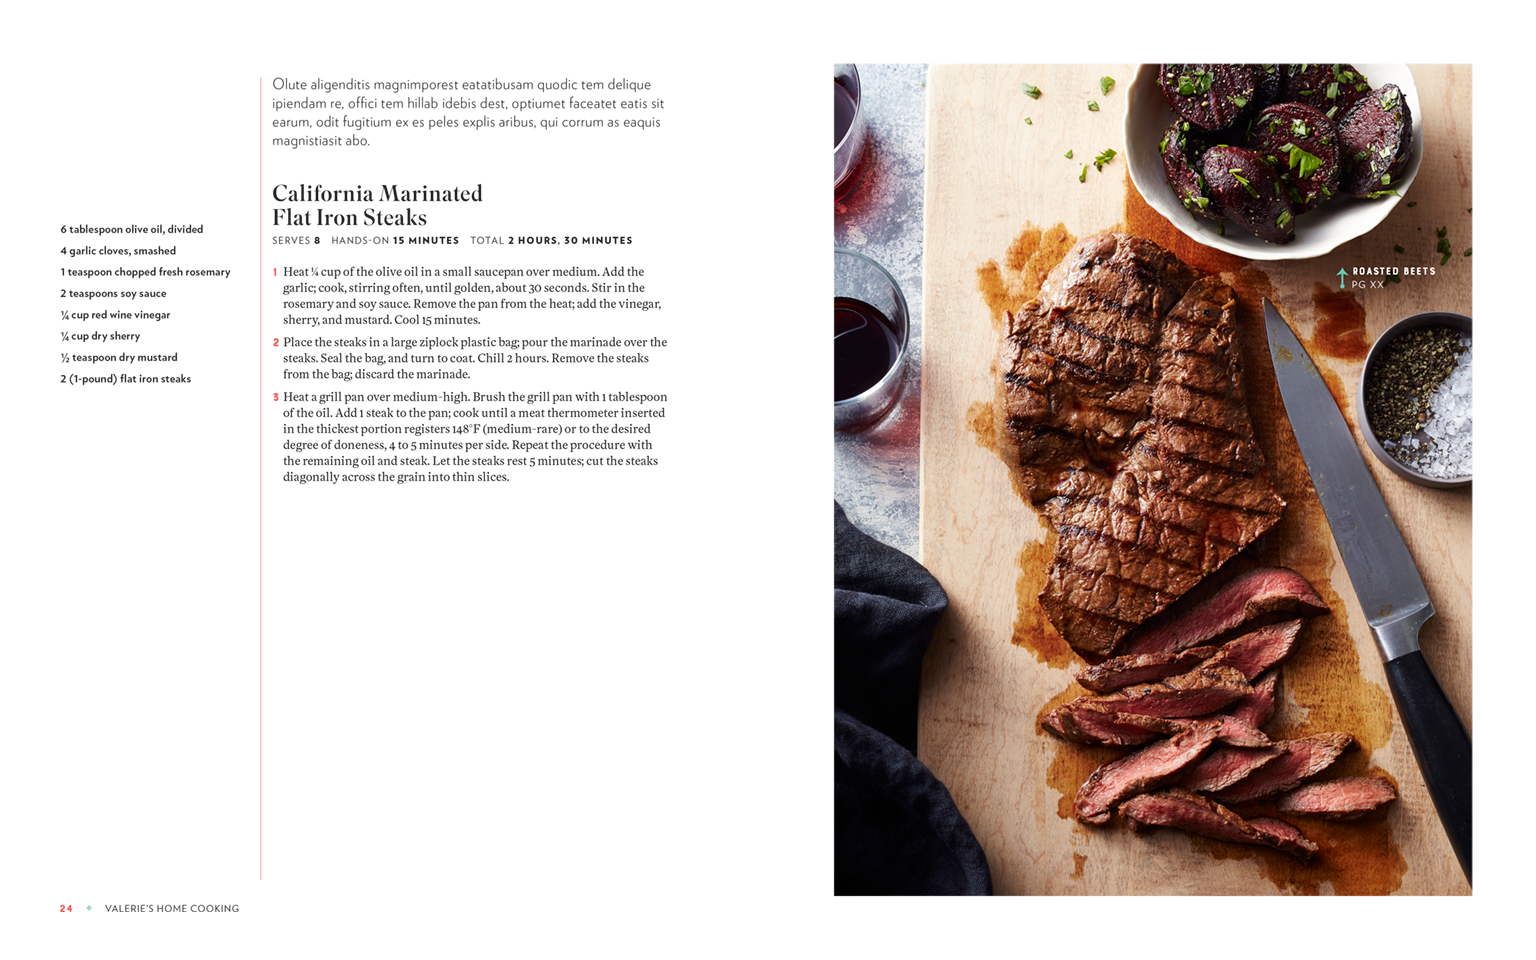 Olute aligenditis magnimporest eatatibusam quodic tem delique
ipiendam re, offici tem hillab idebis dest, optiumet faceatet eatis sit
earum, odit fugitium ex es peles explis aribus, qui corrum as eaquis
magnistiasit abo.
California Marinated
Flat Iron Steaks
SERVES 8 HANDS-ON 15 MINUTES TOTAL 2 HOURS, 30 MINUTES
6 tablespoon olive oil, divided
4 garlic cloves, smashed
1 teaspoon chopped fresh rosemary
2 teaspoons soy sauce
¼ cup red wine vinegar
¼ cup dry sherry
½ teaspoon dry mustard
2 (1-pound) flat iron steaks
1 Heat ¼ cup of the olive oil in a small saucepan over medium. Add the
garlic; cook, stirring often, until golden, about 30 seconds. Stir in the
rosemary and soy sauce. Remove the pan from the heat; add the vinegar,
sherry, and mustard. Cool 15 minutes.
2 Place the steaks in a large ziplock plastic bag; pour the marinade over the
steaks. Seal the bag, and turn to coat. Chill 2 hours. Remove the steaks
from the bag; discard the marinade.
3 Heat a grill pan over medium-high. Brush the grill pan with 1 tablespoon
of the oil. Add 1 steak to the pan; cook until a meat thermometer inserted
in the thickest portion registers 148°F (medium-rare) or to the desired
degree of doneness, 4 to 5 minutes per side. Repeat the procedure with
the remaining oil and steak. Let the steaks rest 5 minutes; cut the steaks
diagonally across the grain into thin slices.
24 VALERIE'S HOME COOKING
ROASTED BEETS
PG XX